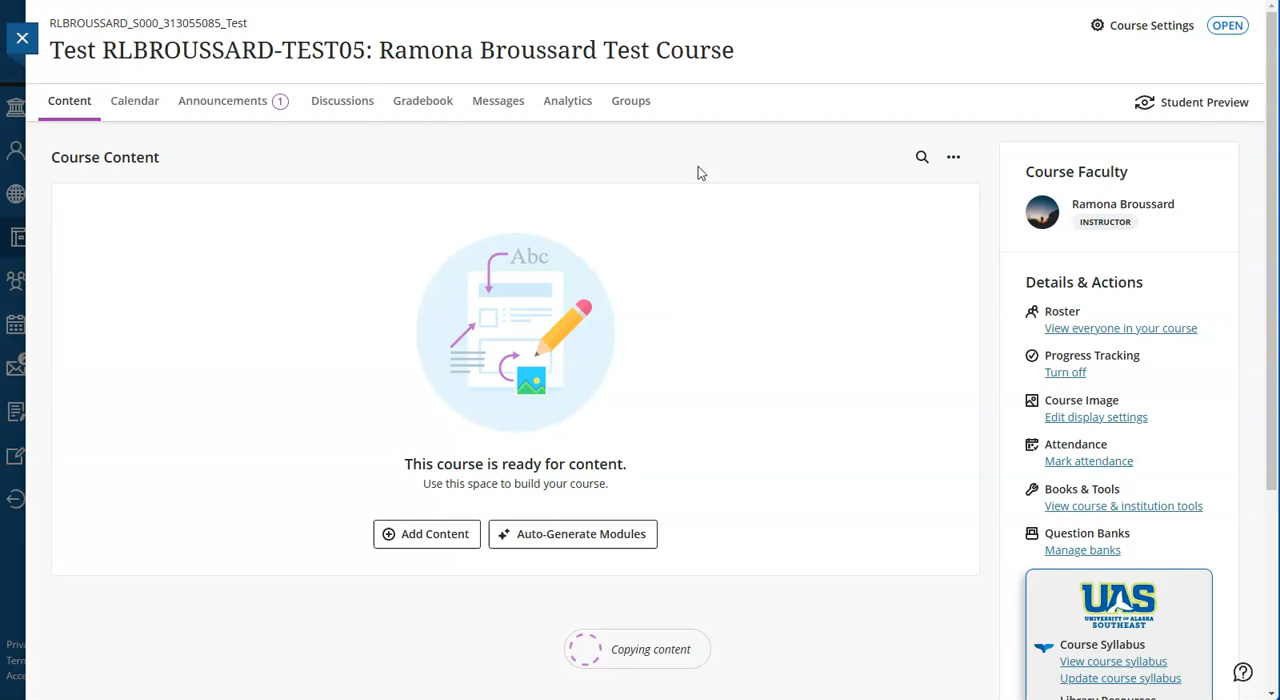 RLBROUSSARD_S000_313055085_Test
Test RLBROUSSARD-TEST05: Ramona Broussard Test Course
Course Settings
OPEN
Content
Calendar
Announcements 1
Discussions
Gradebook
Messages
Analytics
Groups
Student Preview
Course Content
Abc
This course is ready for content.
Use this space to build your course.
Add Content
Auto-Generate Modules
Copying content
Course Faculty
Ramona Broussard
INSTRUCTOR
Details & Actions
Roster
View everyone in your course
Progress Tracking
Turn off
Course Image
Edit display settings
Attendance
Mark attendance
Books & Tools
View course & institution tools
Question Banks
Manage banks
UAS
UNIVERSITY OF ALASKA
SOUTHEAST
Course Syllabus
View course syllabus
Update course syllabus
Library Resources